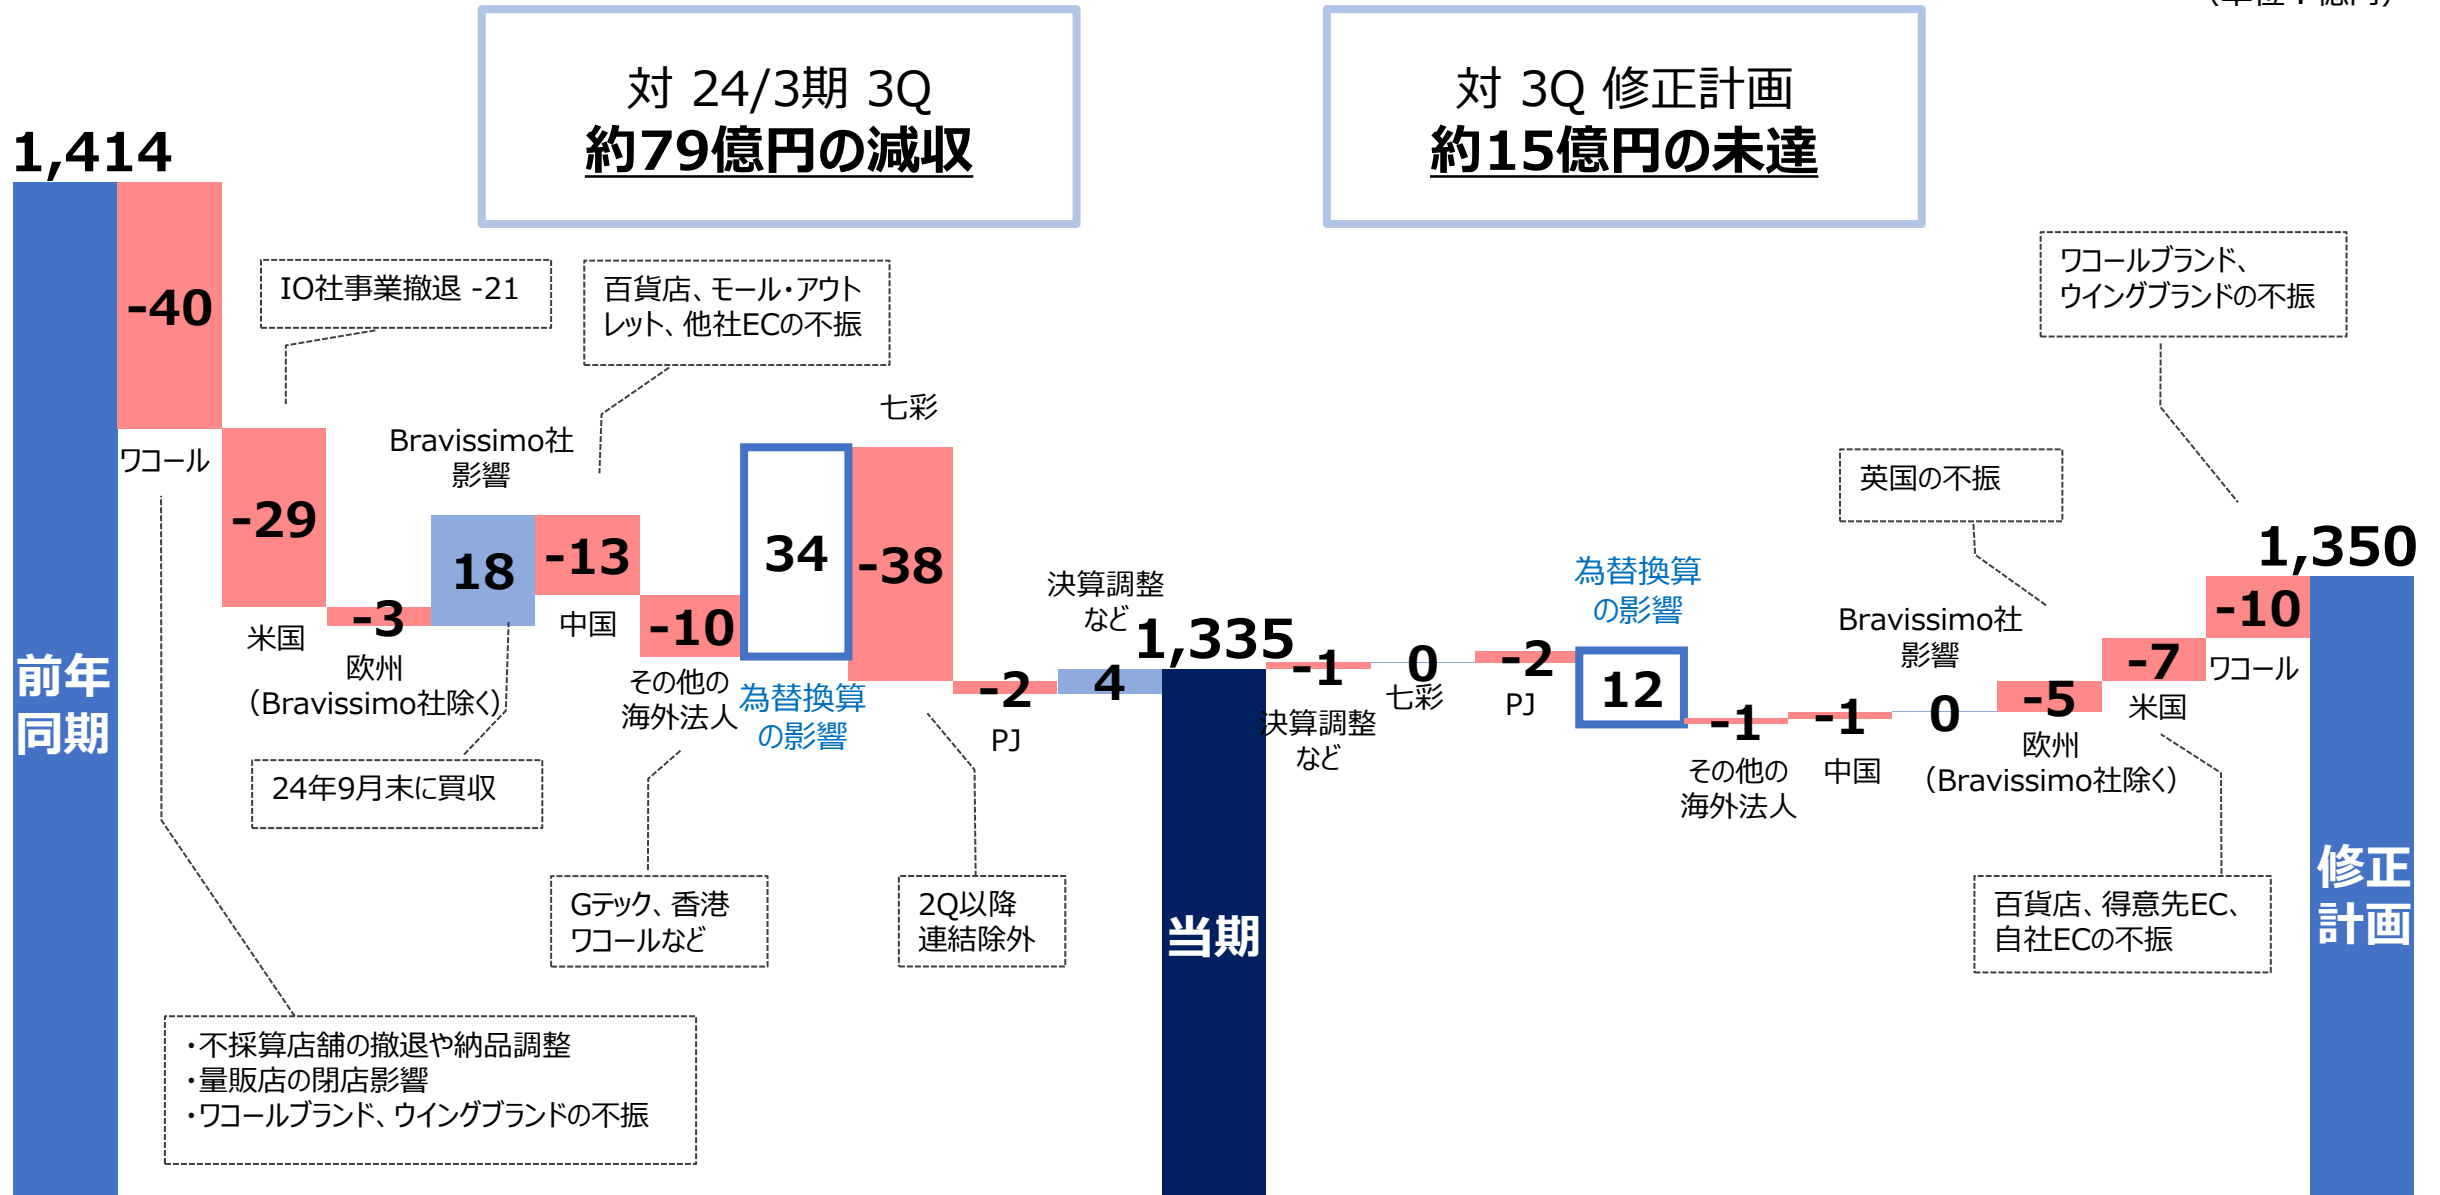 （単位：億円）
対 24/3期 3Q
約79億円の減収
対 3Q 修正計画
約15億円の未達
1,414
-40
ワコール
IO社事業撤退 -21
-29
米国
-3
欧州
（Bravissimo社除く）
Bravissimo社
影響
18
24年9月末に買収
百貨店、モール・アウト
レット、他社ECの不振
-13
中国
-10
その他の
海外法人
34
為替換算
の影響
七彩
-38
-2
PJ
決算調整
など
4
1,335
前年
同期
当期
Gテック、香港
ワコールなど
2Q以降
連結除外
・不採算店舗の撤退や納品調整
・量販店の閉店影響
・ワコールブランド、ウイングブランドの不振
-1
決算調整
など
0
七彩
-2
PJ
為替換算
の影響
12
-1
その他の
海外法人
-1
中国
Bravissimo社
影響
0
英国の不振
-5
欧州
（Bravissimo社除く）
-7
米国
百貨店、得意先EC、
自社ECの不振
ワコールブランド、
ウイングブランドの不振
-10
ワコール
1,350
修正
計画